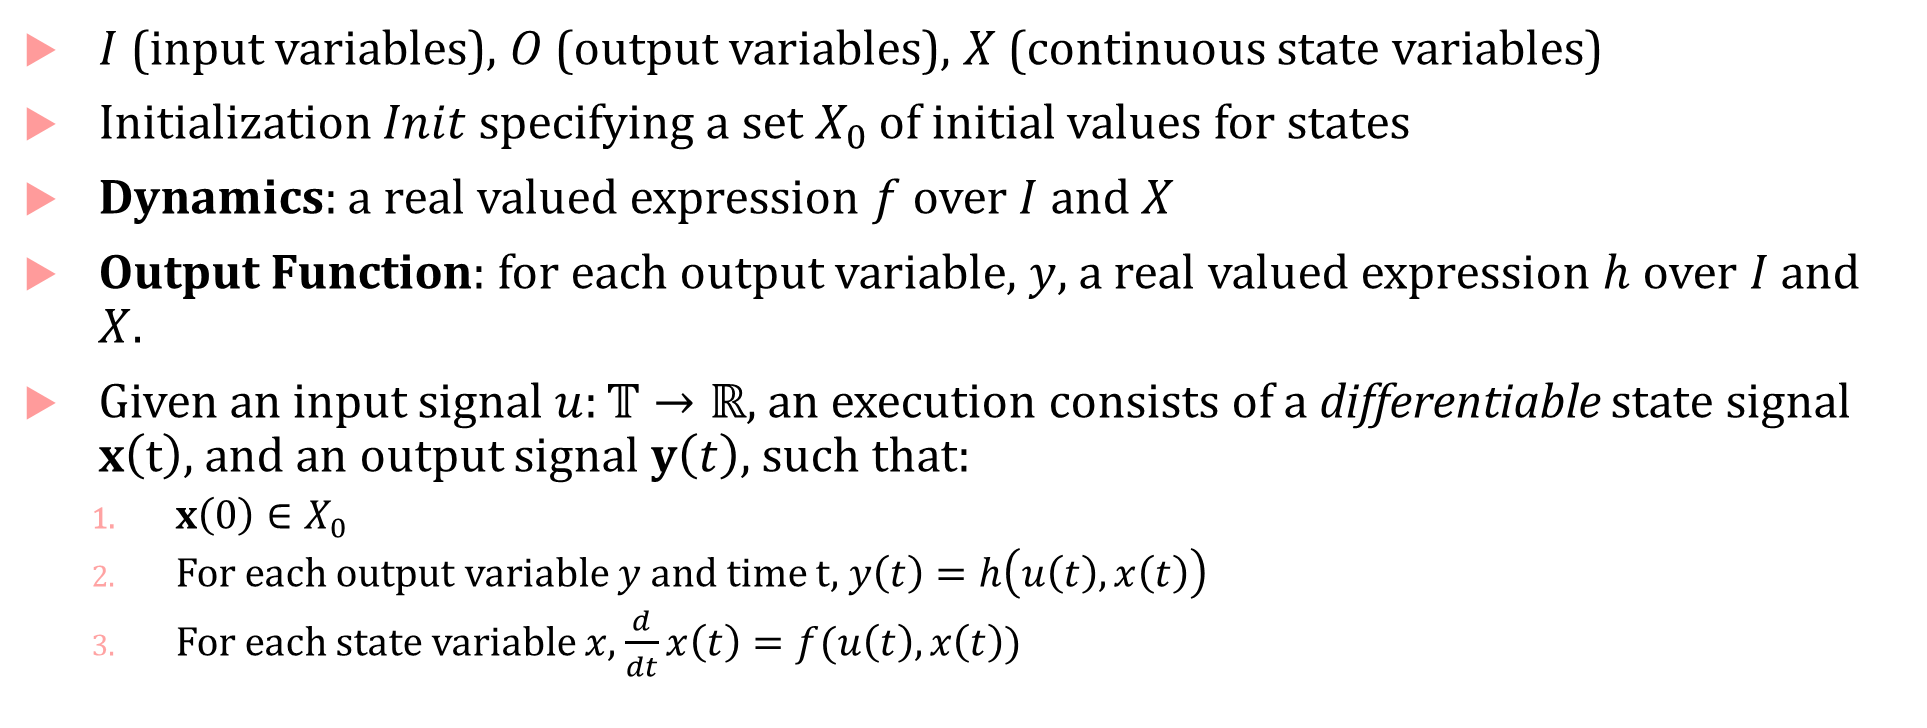 I (input variables), O (output variables), X (continuous state variables)
Initialization Init specifying a set X₀ of initial values for states
Dynamics: a real valued expression f over I and X
Output Function: for each output variable, y, a real valued expression h over I and
X.
Given an input signal u: 𝕋 → ℝ, an execution consists of a differentiable state signal
x(t), and an output signal y(t), such that:
1. x(0) ∈ X₀
2. For each output variable y and time t, y(t) = h(u(t), x(t))
3. For each state variable x, d/dt x(t) = f(u(t), x(t))